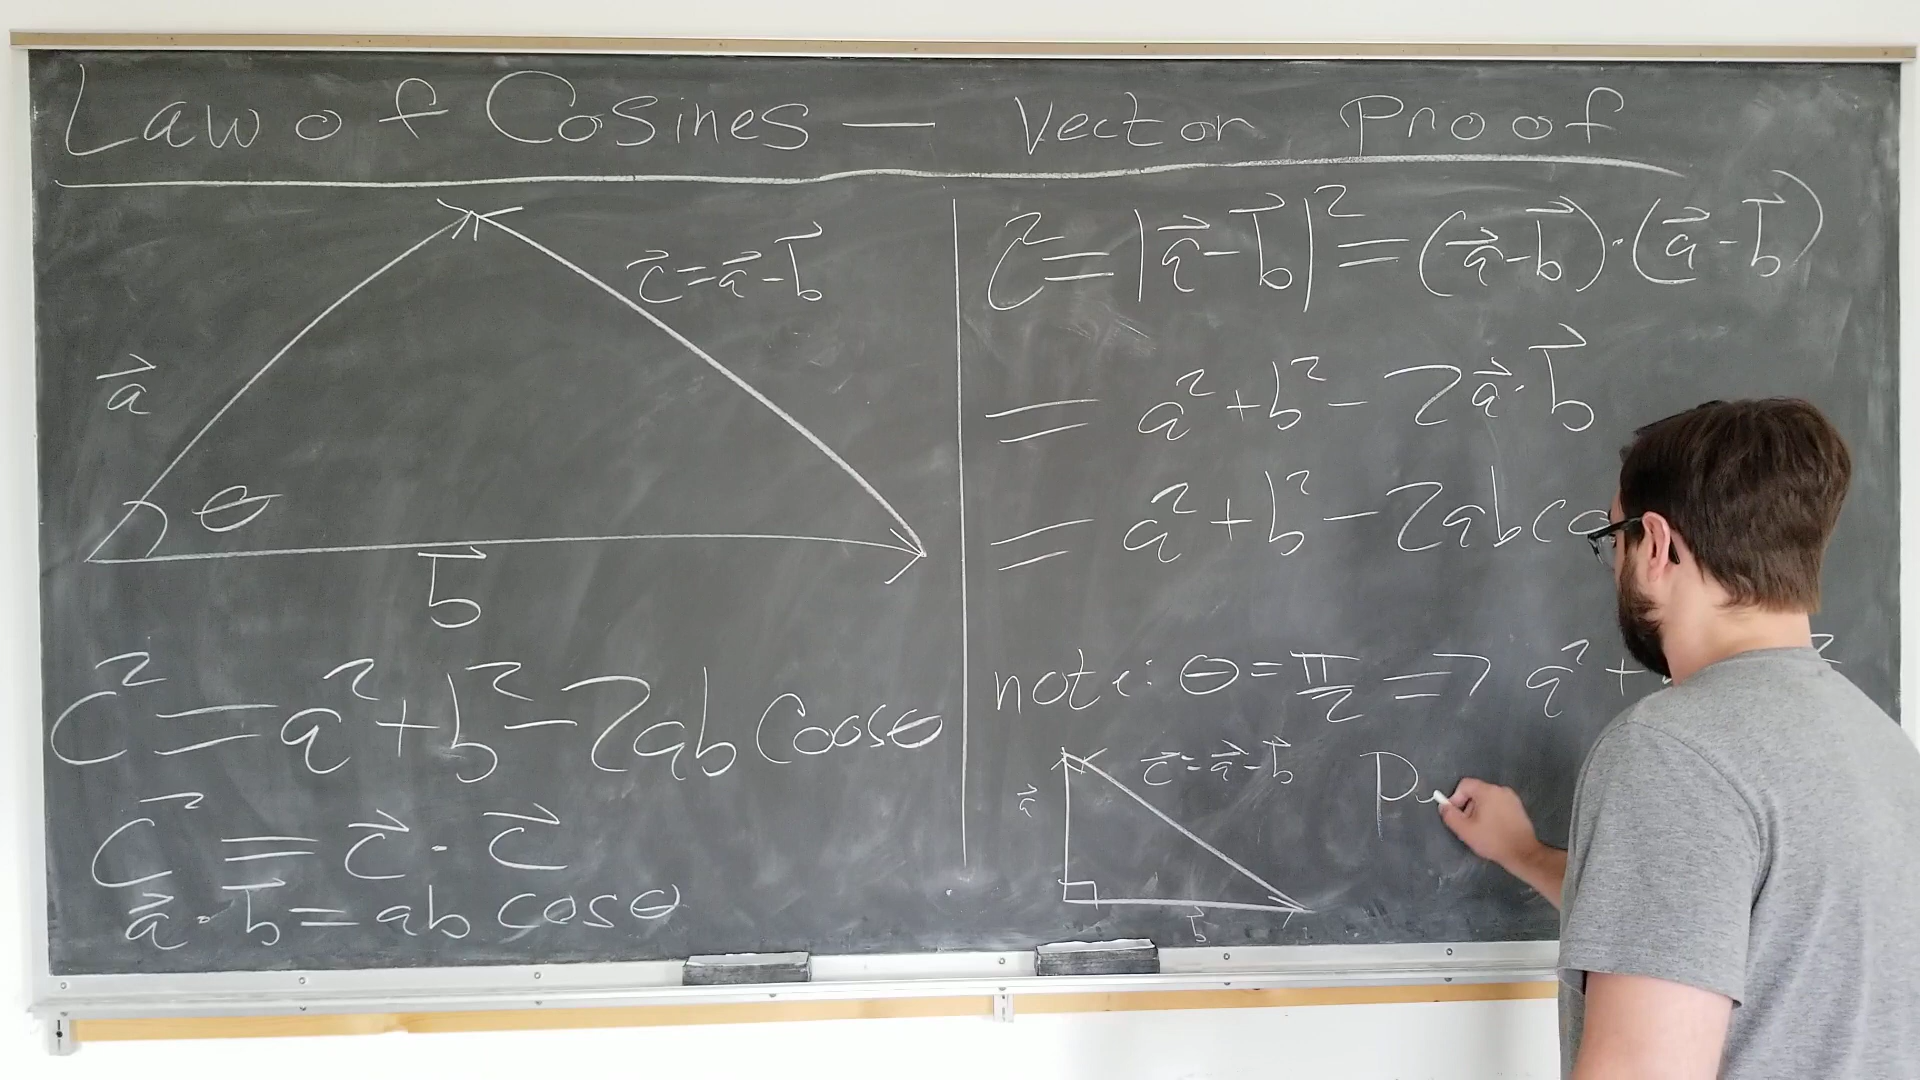 Law of Cosines — Vector Proof
a⃗
c⃗ = a⃗ - b⃗
θ
b⃗
c² = a² + b² - 2ab cosθ
c² ≡ c⃗ · c⃗
a⃗ · b⃗ = ab cosθ
c² = |a⃗ - b⃗|² = (a⃗ - b⃗) · (a⃗ - b⃗)
= a² + b² - 2a⃗ · b⃗
= a² + b² - 2ab
note: θ = π/2 => a² +
a⃗
c⃗ = a⃗ - b⃗
b⃗